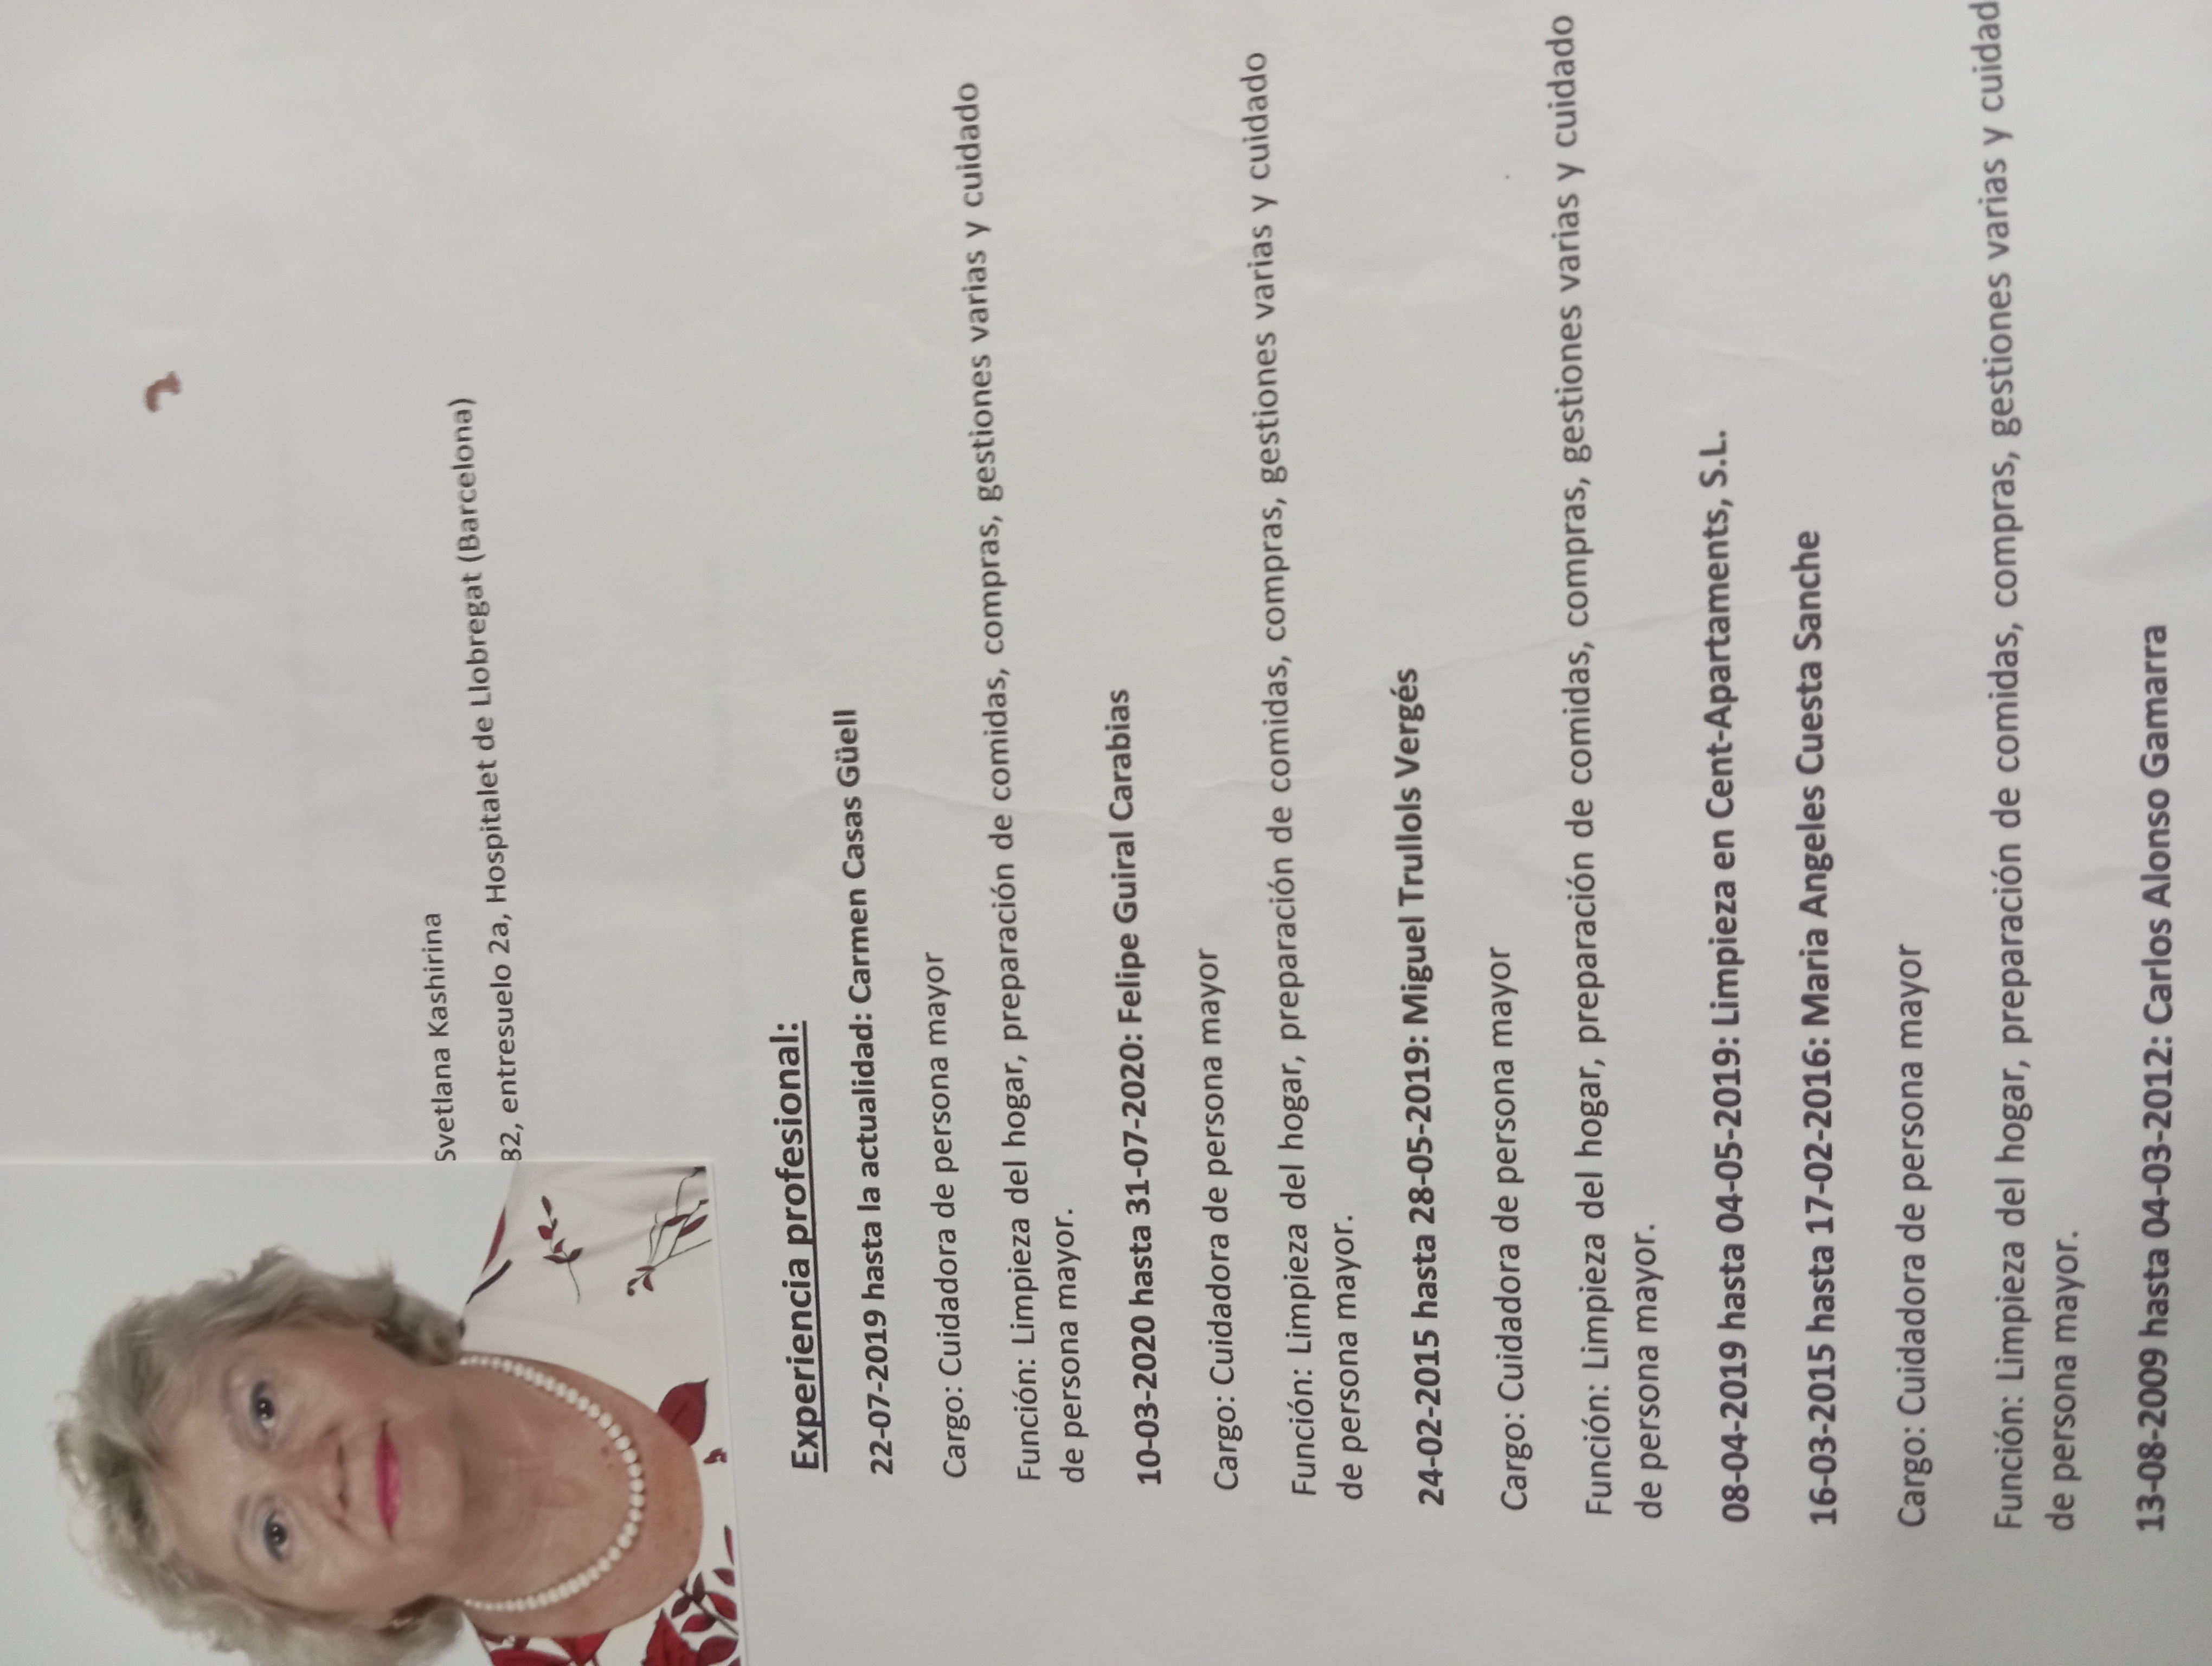 Svetlana Kashirina
82, entresuelo 2a, Hospitalet de Llobregat (Barcelona)
Experiencia profesional:
22-07-2019 hasta la actualidad: Carmen Casas Güell
Cargo: Cuidadora de persona mayor
Función: Limpieza del hogar, preparación de comidas, compras, gestiones varias y cuidado
de persona mayor.
10-03-2020 hasta 31-07-2020: Felipe Guiral Carabias
Cargo: Cuidadora de persona mayor
Función: Limpieza del hogar, preparación de comidas, compras, gestiones varias y cuidado
de persona mayor.
24-02-2015 hasta 28-05-2019: Miguel Trullols Vergés
Cargo: Cuidadora de persona mayor
Función: Limpieza del hogar, preparación de comidas, compras, gestiones varias y cuidado
de persona mayor.
08-04-2019 hasta 04-05-2019: Limpieza en Cent-Apartaments, S.L.
16-03-2015 hasta 17-02-2016: Maria Angeles Cuesta Sanche
Cargo: Cuidadora de persona mayor
Función: Limpieza del hogar, preparación de comidas, compras, gestiones varias y cuidad
de persona mayor.
13-08-2009 hasta 04-03-2012: Carlos Alonso Gamarra